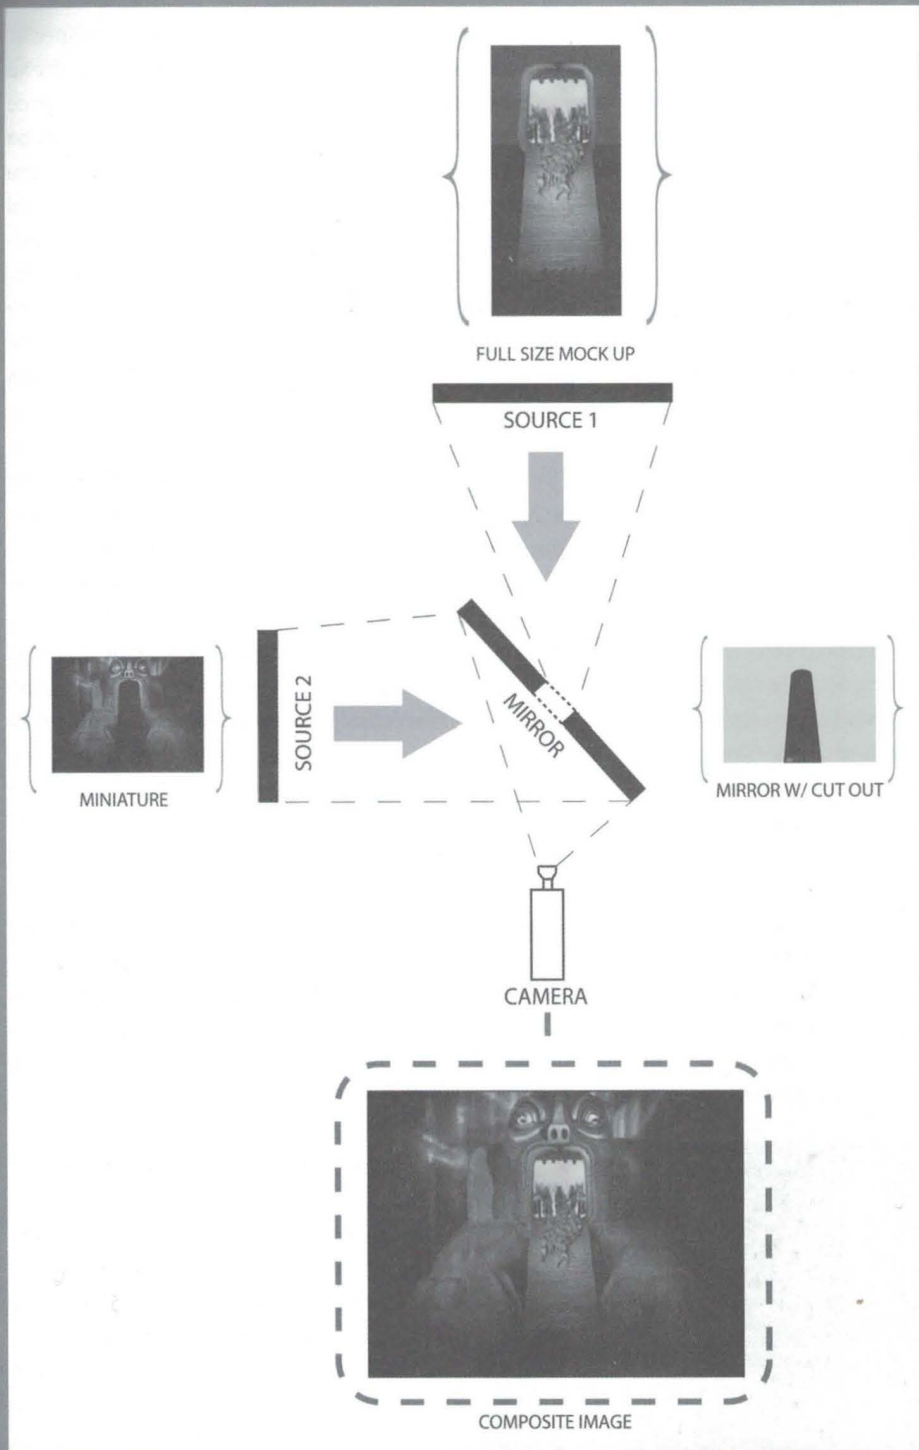 FULL SIZE MOCK UP
SOURCE 1
SOURCE 2
MIRROR
MINIATURE
MIRROR W/ CUT OUT
CAMERA
COMPOSITE IMAGE